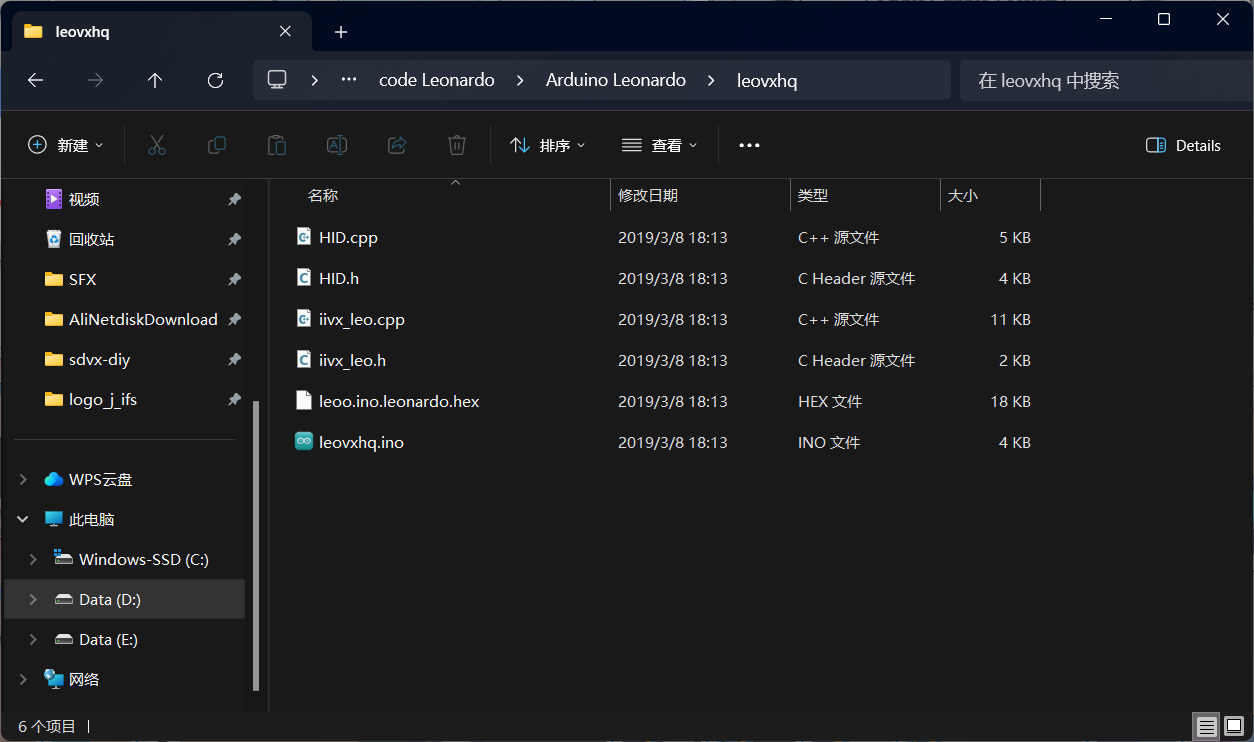 leovxhq
code Leonardo
Arduino Leonardo
leovxhq
在 leovxhq 中搜索
新建
排序
查看
Details
视频
回收站
SFX
AliNetdiskDownload
sdvx-diy
logo_j_ifs
WPS云盘
此电脑
Windows-SSD (C:)
Data (D:)
Data (E:)
网络
名称 修改日期 类型 大小
HID.cpp 2019/3/8 18:13 C++ 源文件 5 KB
HID.h 2019/3/8 18:13 C Header 源文件 4 KB
iivx_leo.cpp 2019/3/8 18:13 C++ 源文件 11 KB
iivx_leo.h 2019/3/8 18:13 C Header 源文件 2 KB
leoo.ino.leonardo.hex 2019/3/8 18:13 HEX 文件 18 KB
leovxhq.ino 2019/3/8 18:13 INO 文件 4 KB
6 个项目